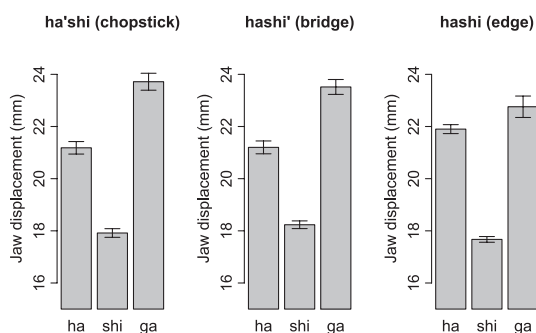 ha'shi (chopstick)
hashi' (bridge)
hashi (edge)
Jaw displacement (mm)
24
22
20
18
16
ha shi ga
Jaw displacement (mm)
24
22
20
18
16
ha shi ga
Jaw displacement (mm)
24
22
20
18
16
ha shi ga